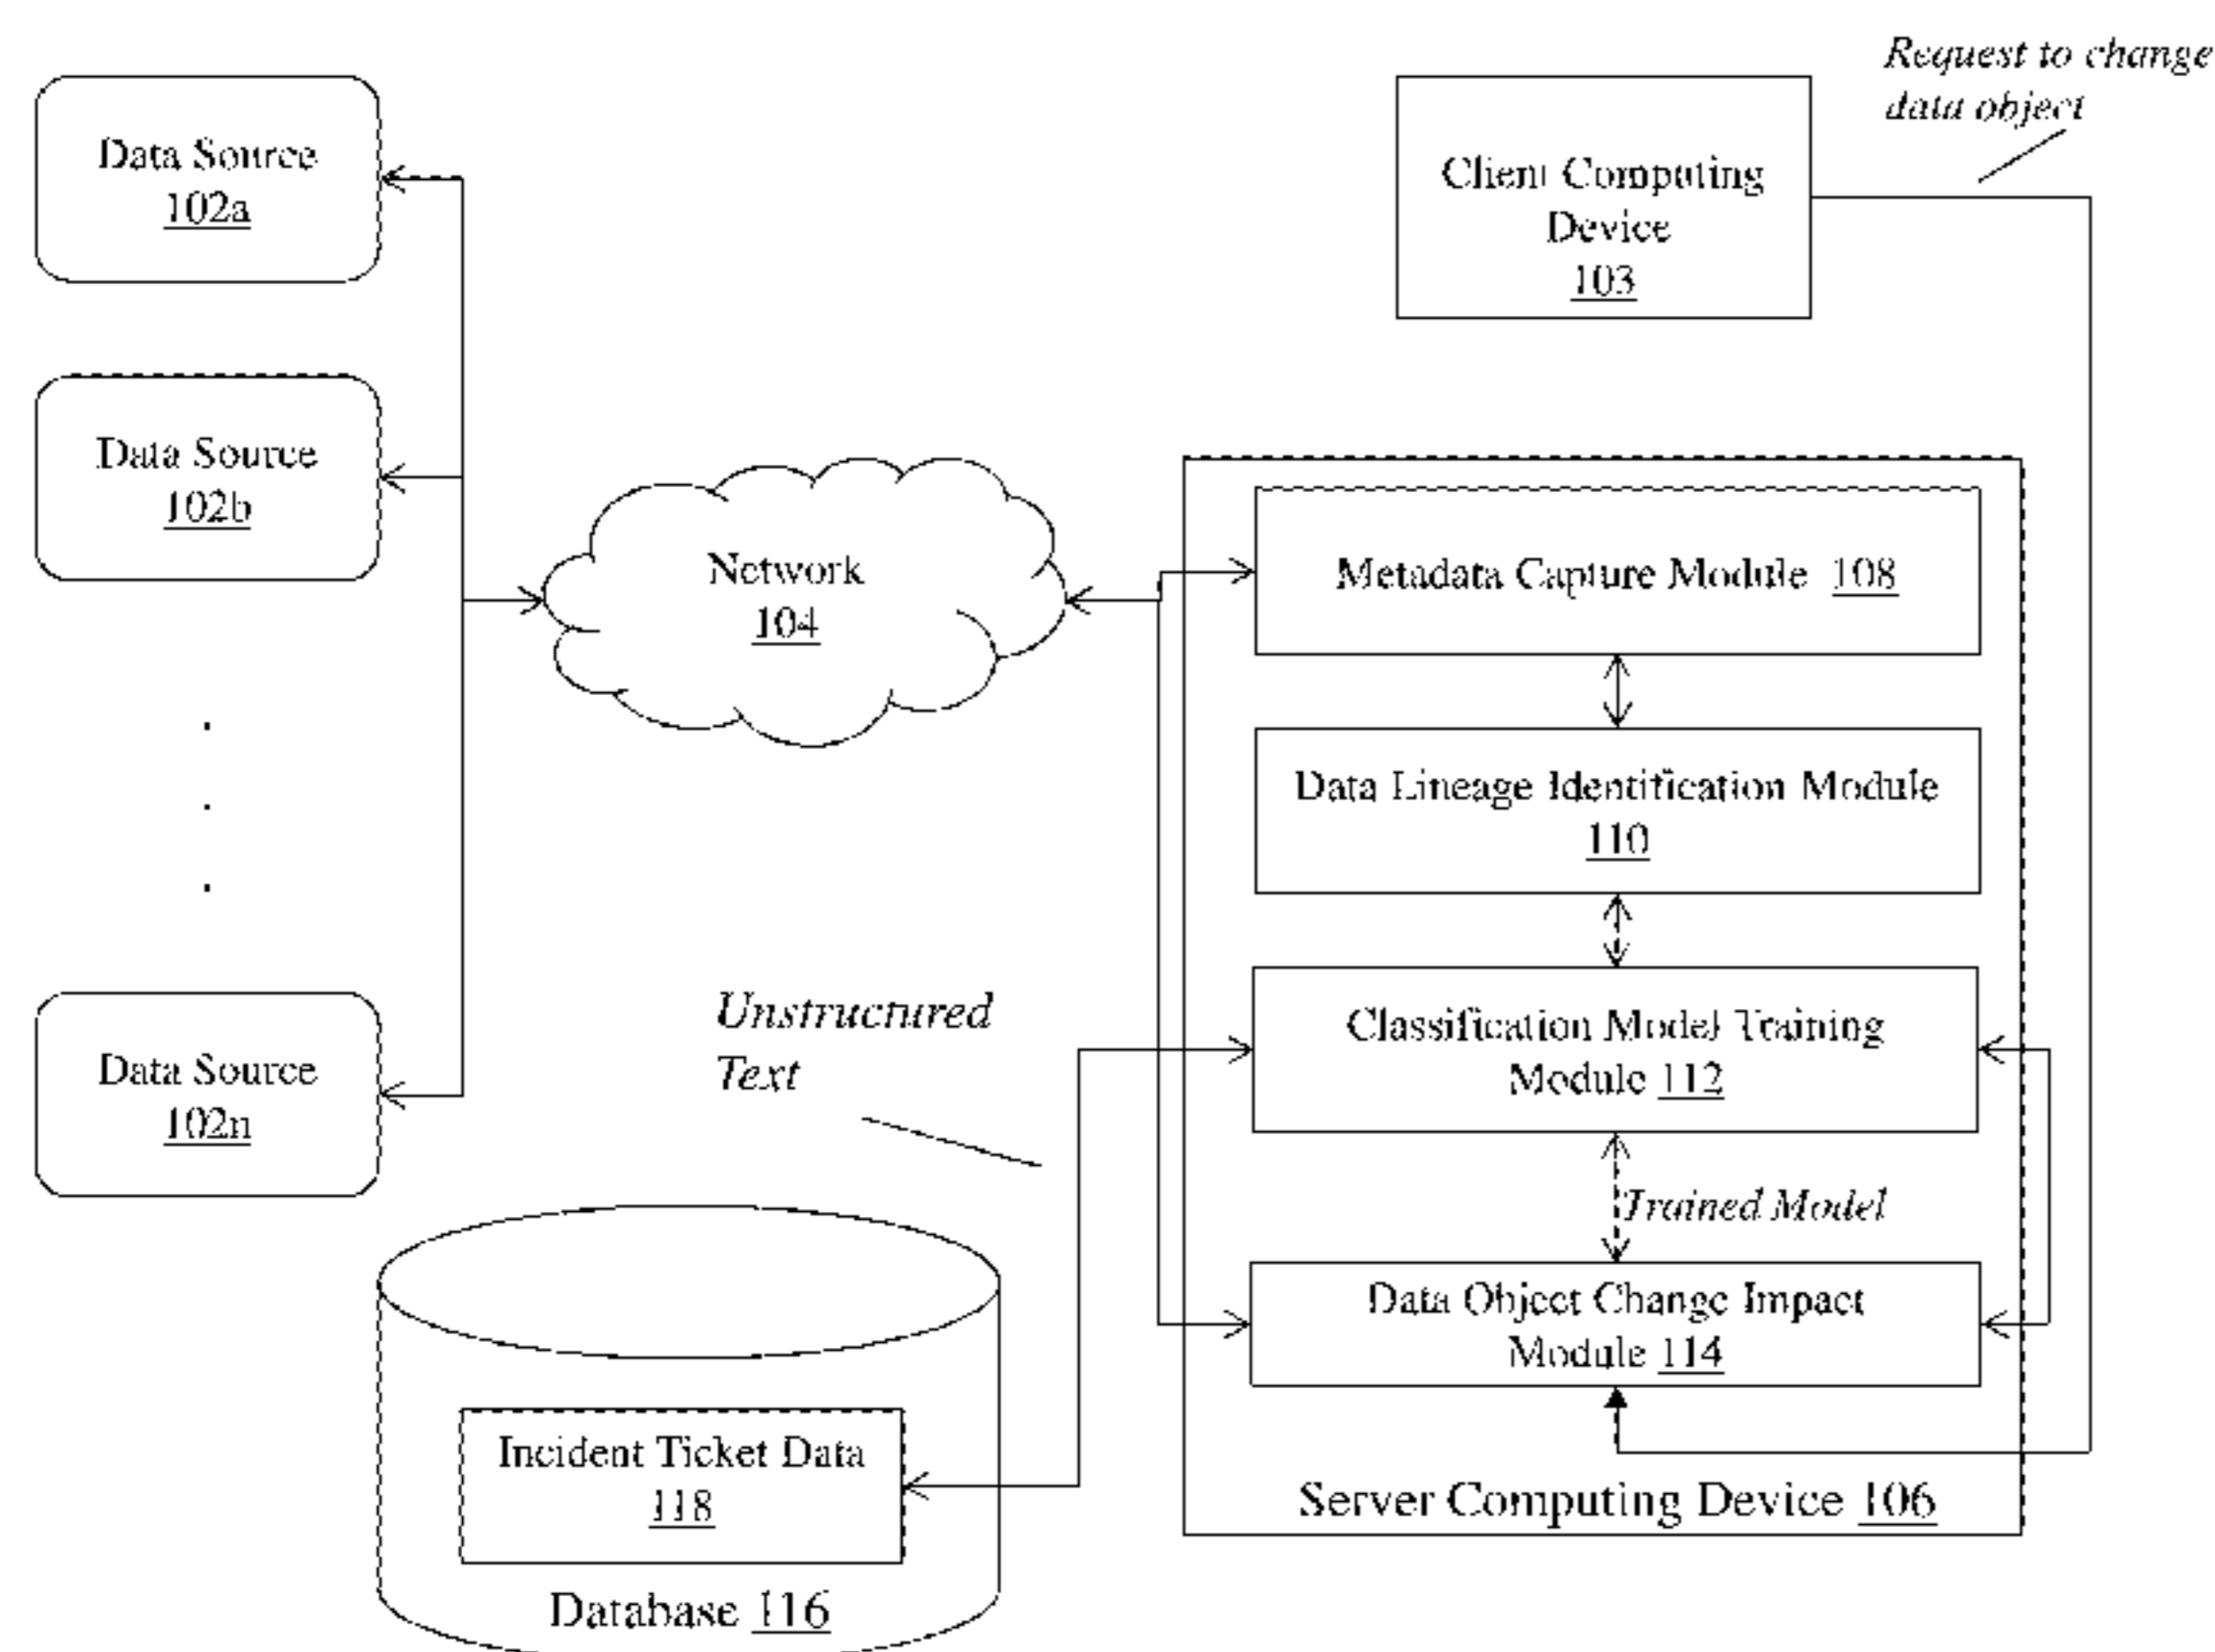 Request to change
data object
Data Source
102a
Client Computing
Device
103
Data Source
102b
Network
104
Metadata Capture Module 108
Data Lineage Identification Module
110
Unstructured
Text
Classification Model Training
Module 112
Data Source
102n
Trained Model
Data Object Change Impact
Module 114
Incident Ticket Data
118
Server Computing Device 106
Database 116